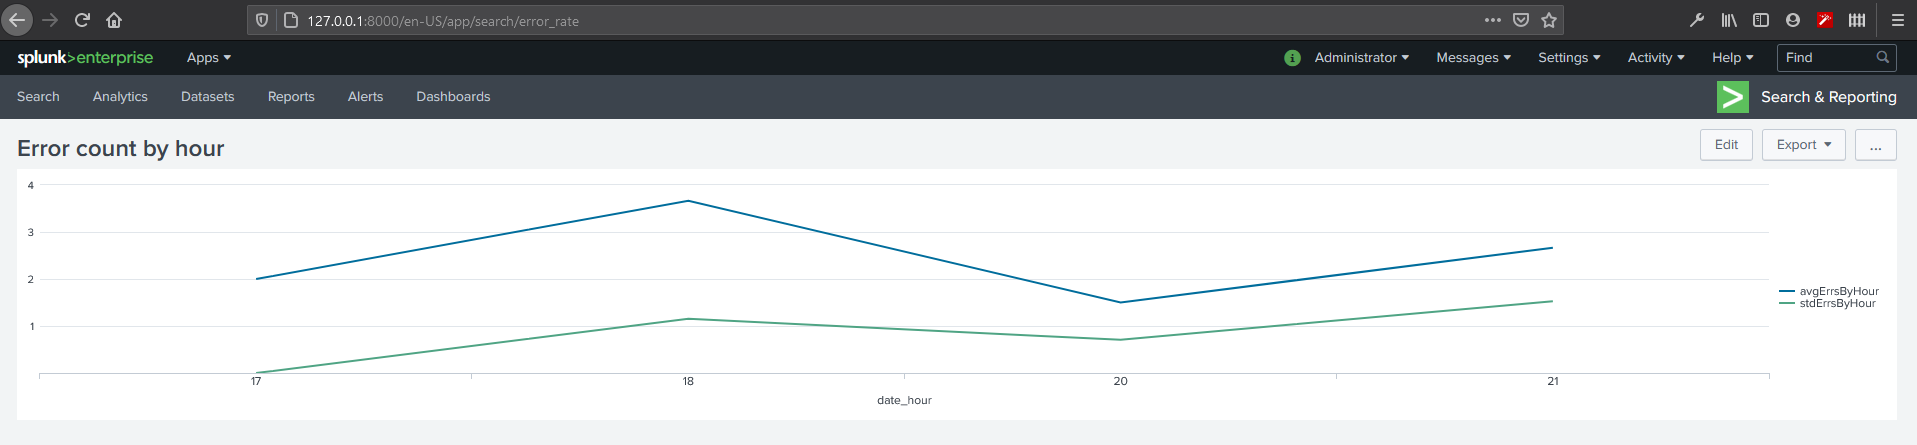 127.0.0.1:8000/en-US/app/search/error_rate
splunk>enterprise Apps Administrator Messages Settings Activity Help Find
Search Analytics Datasets Reports Alerts Dashboards Search & Reporting
Error count by hour Edit Export ...
4
3
2
1
avgErrsByHour
stdErrsByHour
17 18 20 21
date_hour